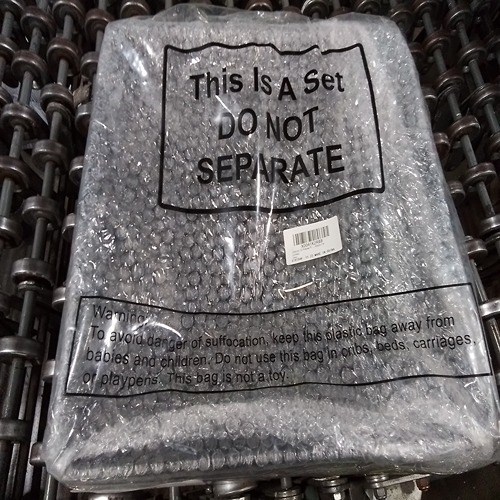 This Is A Set
DO NOT
SEPARATE
Warning:
To avoid danger of suffocation, keep this plastic bag away from
babies and children. Do not use this bag in cribs, beds, carriages,
or playpens. This bag is not a toy.